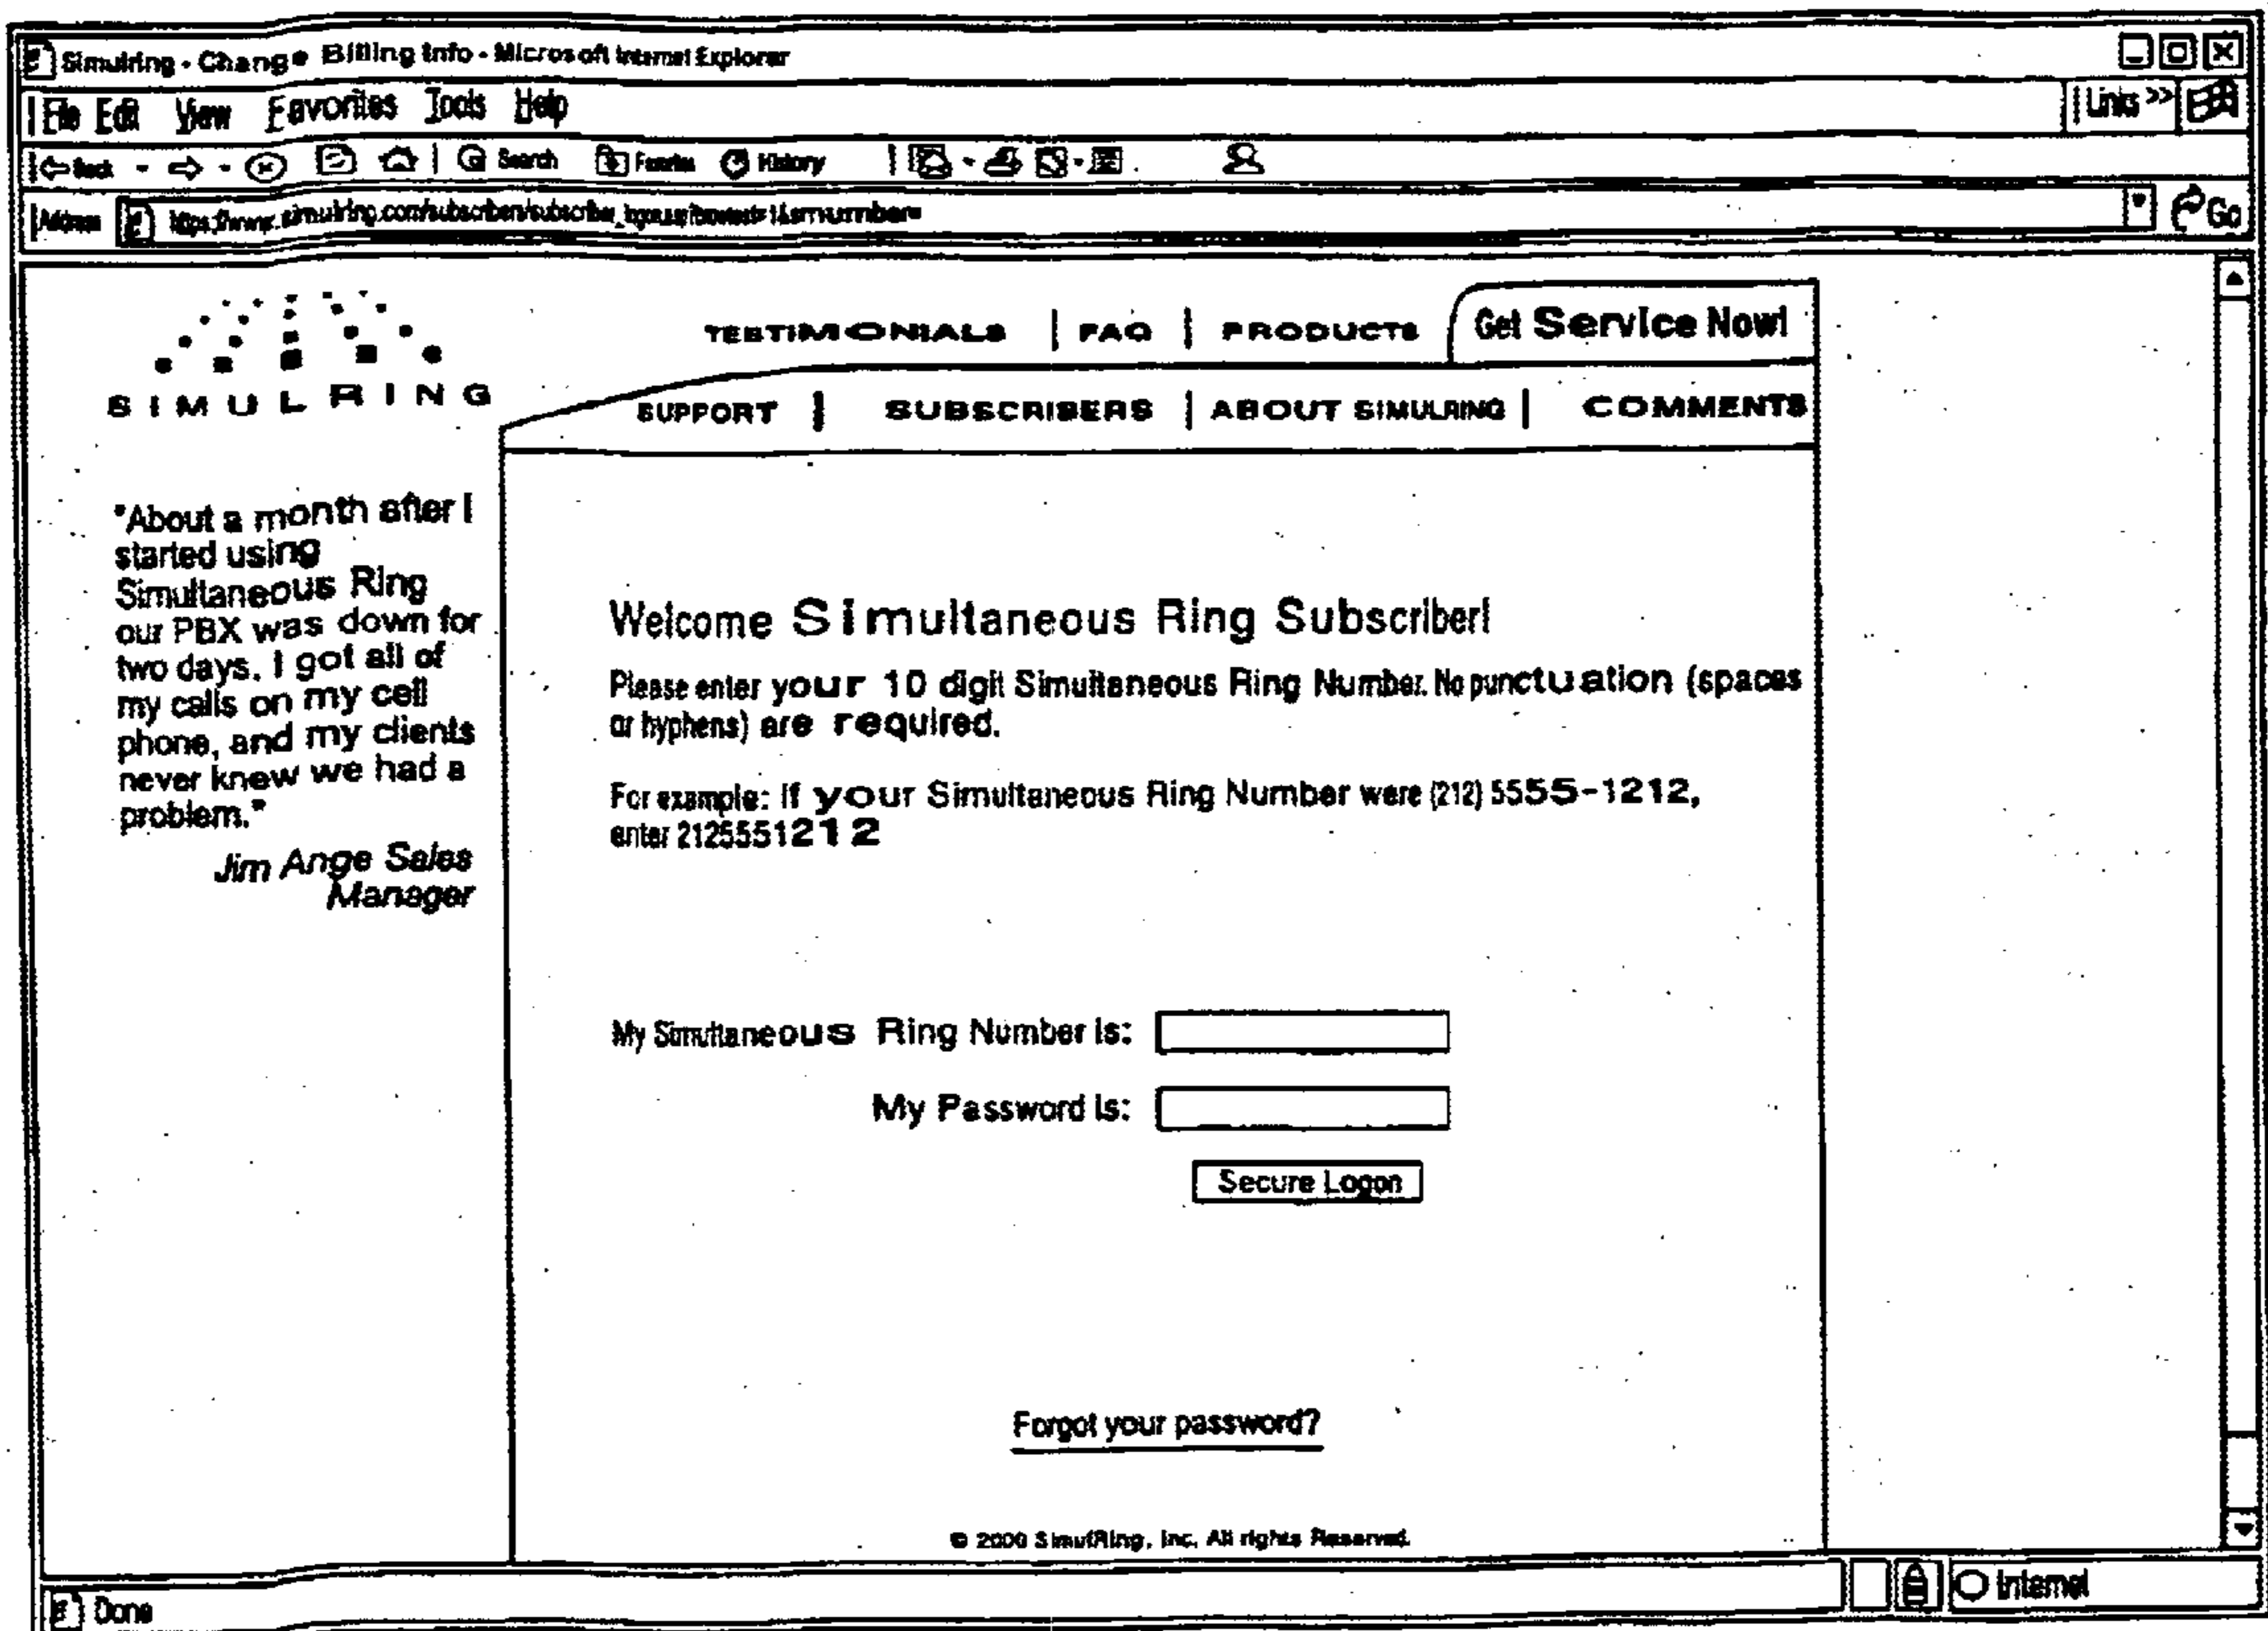 Simulring - Change Billing Info - Microsoft Internet Explorer
File Edit View Favorites Tools Help Links >>
Back Search Favorites History
Address Go
SIMULRING
TESTIMONIALS | FAQ | PRODUCTS Get Service Now!
SUPPORT | SUBSCRIBERS | ABOUT SIMULRING | COMMENTS
"About a month after I
started using
Simultaneous Ring
our PBX was down for
two days. I got all of
my calls on my cell
phone, and my clients
never knew we had a
problem."
Jim Ange Sales
Manager
Welcome Simultaneous Ring Subscriber!
Please enter your 10 digit Simultaneous Ring Number. No punctuation (spaces
or hyphens) are required.
For example: If your Simultaneous Ring Number were (212) 5555-1212,
enter 2125551212
My Simultaneous Ring Number is:
My Password is:
Secure Logon
Forgot your password?
© 2000 SimulRing, Inc. All rights Reserved.
Done Internet